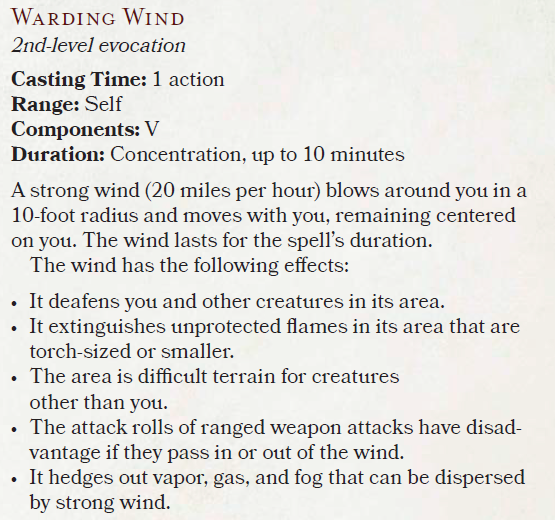 Warding Wind
2nd-level evocation
Casting Time: 1 action
Range: Self
Components: V
Duration: Concentration, up to 10 minutes
A strong wind (20 miles per hour) blows around you in a
10-foot radius and moves with you, remaining centered
on you. The wind lasts for the spell's duration.
The wind has the following effects:
• It deafens you and other creatures in its area.
• It extinguishes unprotected flames in its area that are
torch-sized or smaller.
• The area is difficult terrain for creatures
other than you.
• The attack rolls of ranged weapon attacks have disad-
vantage if they pass in or out of the wind.
• It hedges out vapor, gas, and fog that can be dispersed
by strong wind.